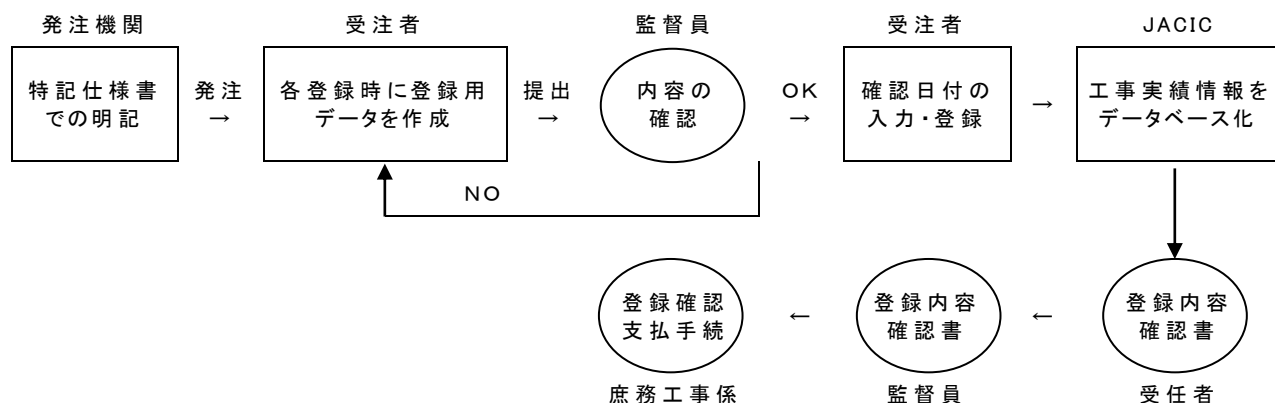 発注機関
受注者
監督員
受注者
JACIC
特記仕様書
での明記
発注
→
各登録時に登録用
データを作成
提出
→
内容の
確認
OK
→
確認日付の
入力・登録
→
工事実績情報を
データベース化
NO
登録確認
支払手続
←
登録内容
確認書
←
登録内容
確認書
庶務工事係
監督員
受任者